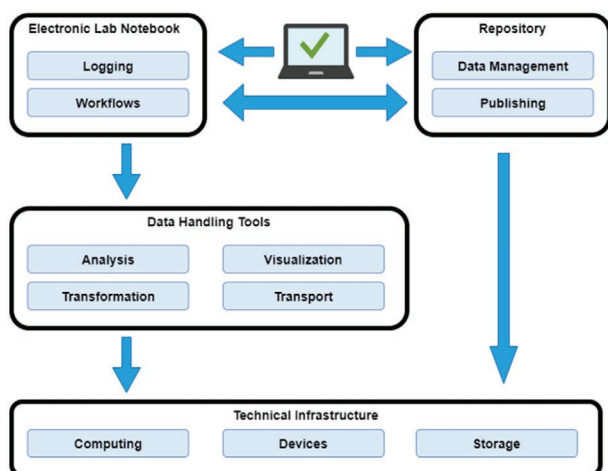 Electronic Lab Notebook
Logging
Workflows
Repository
Data Management
Publishing
Data Handling Tools
Analysis
Visualization
Transformation
Transport
Technical Infrastructure
Computing
Devices
Storage